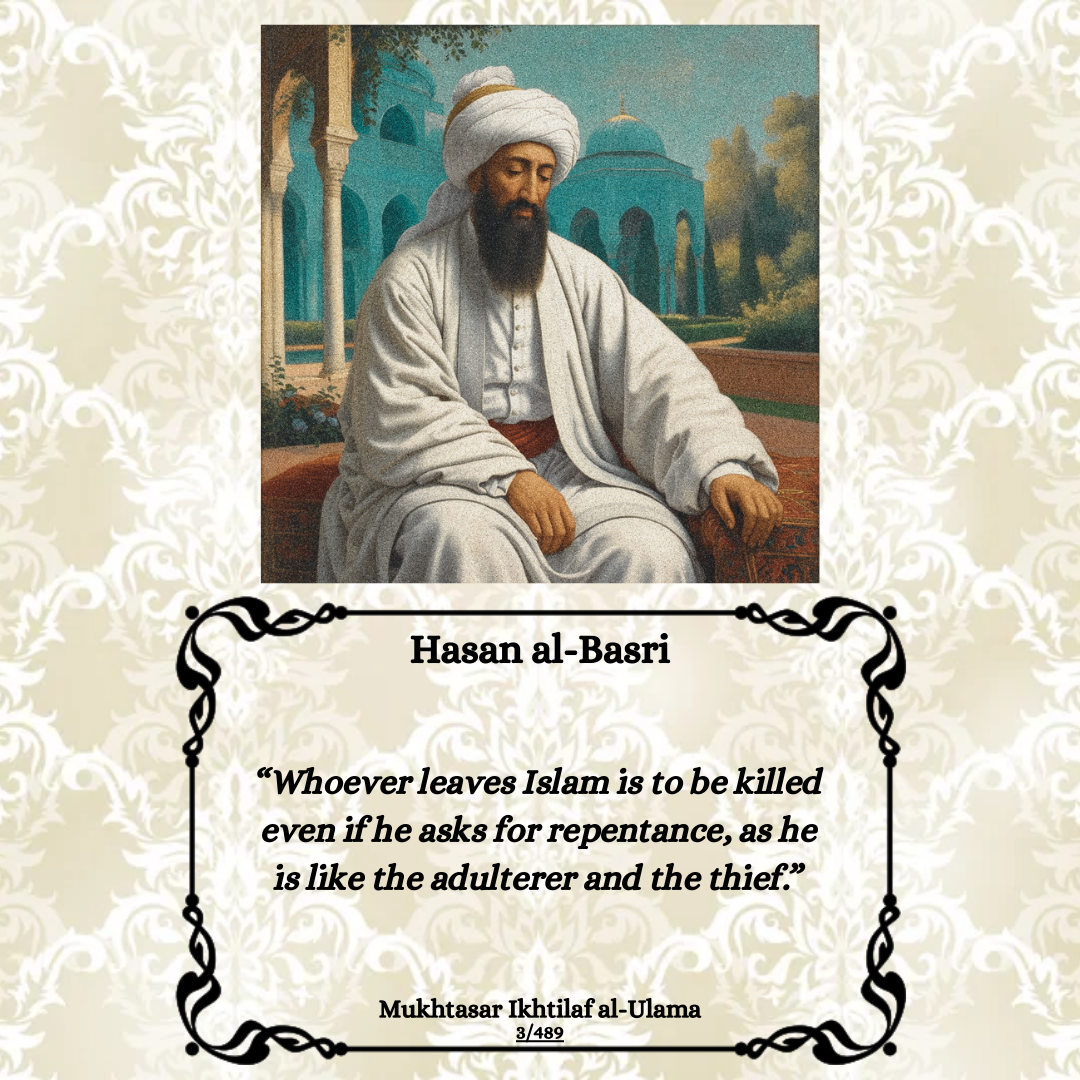 Hasan al-Basri
“Whoever leaves Islam is to be killed
even if he asks for repentance, as he
is like the adulterer and the thief.”
Mukhtasar Ikhtilaf al-Ulama
3/489